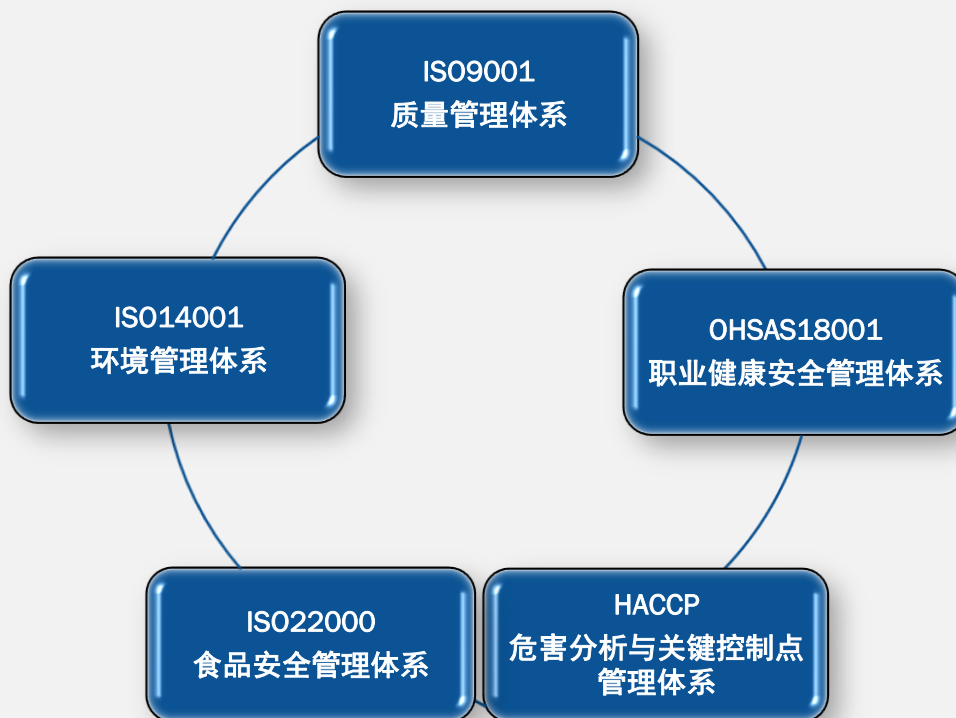 ISO9001
质量管理体系
ISO14001
环境管理体系
OHSAS18001
职业健康安全管理体系
ISO22000
食品安全管理体系
HACCP
危害分析与关键控制点
管理体系